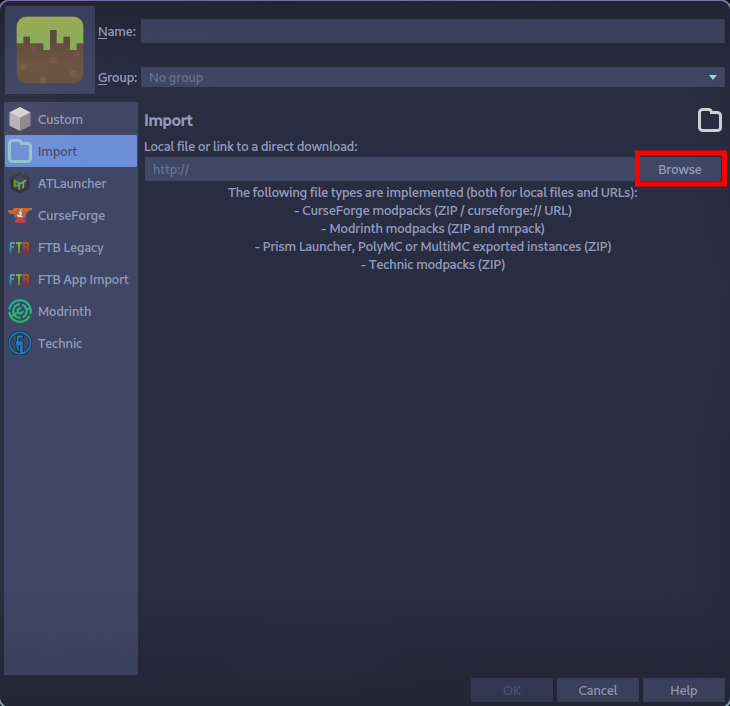 Name:
Group: No group
Custom
Import
ATLauncher
CurseForge
FTB FTB Legacy
FTB FTB App Import
Modrinth
Technic
Import
Local file or link to a direct download:
http:// Browse
The following file types are implemented (both for local files and URLs):
- CurseForge modpacks (ZIP / curseforge:// URL)
- Modrinth modpacks (ZIP and mrpack)
- Prism Launcher, PolyMC or MultiMC exported instances (ZIP)
- Technic modpacks (ZIP)
OK Cancel Help